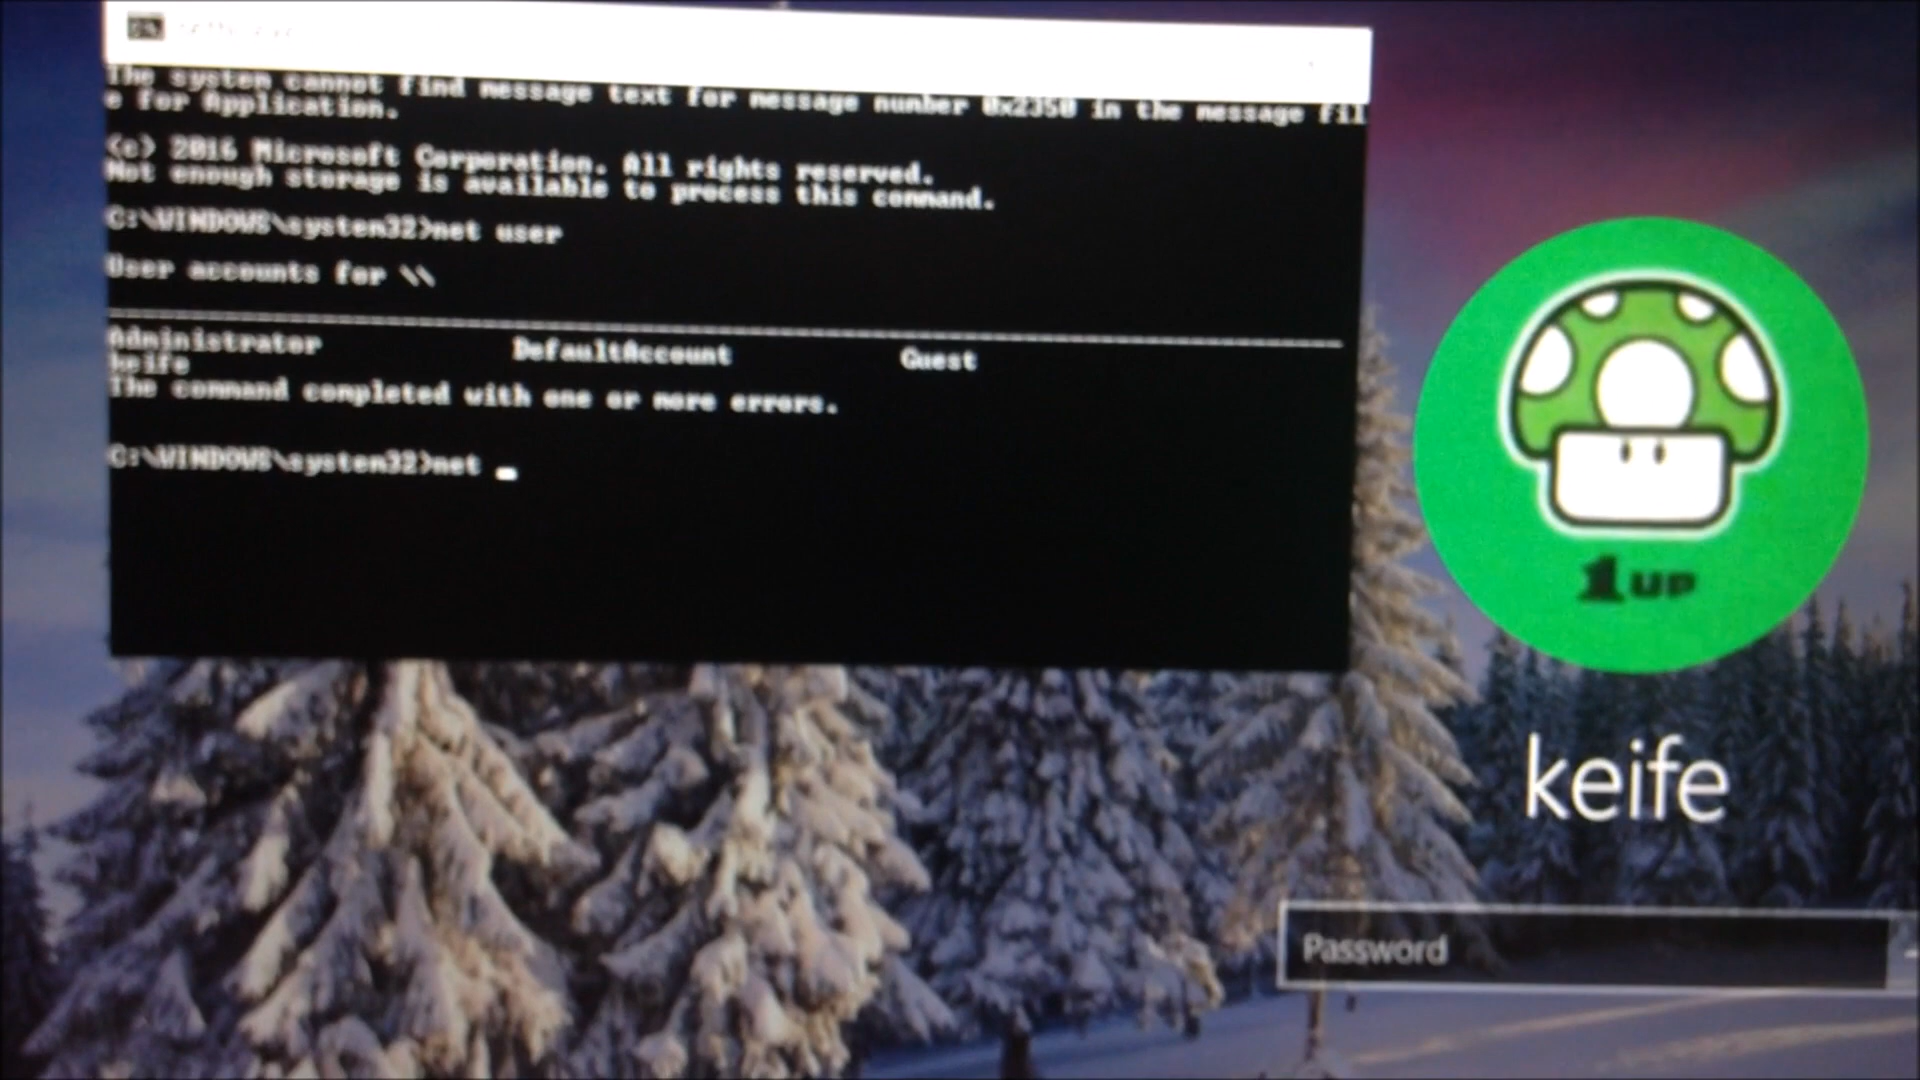 The system cannot find message text for message number 0x2350 in the message fil
e for Application.
(c) 2016 Microsoft Corporation. All rights reserved.
Not enough storage is available to process this command.
C:\WINDOWS\system32>net user
User accounts for \\
Administrator DefaultAccount Guest
keife
The command completed with one or more errors.
C:\WINDOWS\system32>net _
1UP
keife
Password